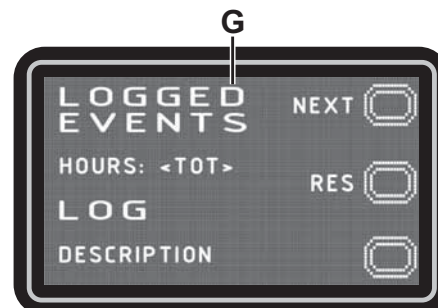 G
LOGGED
EVENTS
NEXT
HOURS: <TOT>
RES
LOG
DESCRIPTION